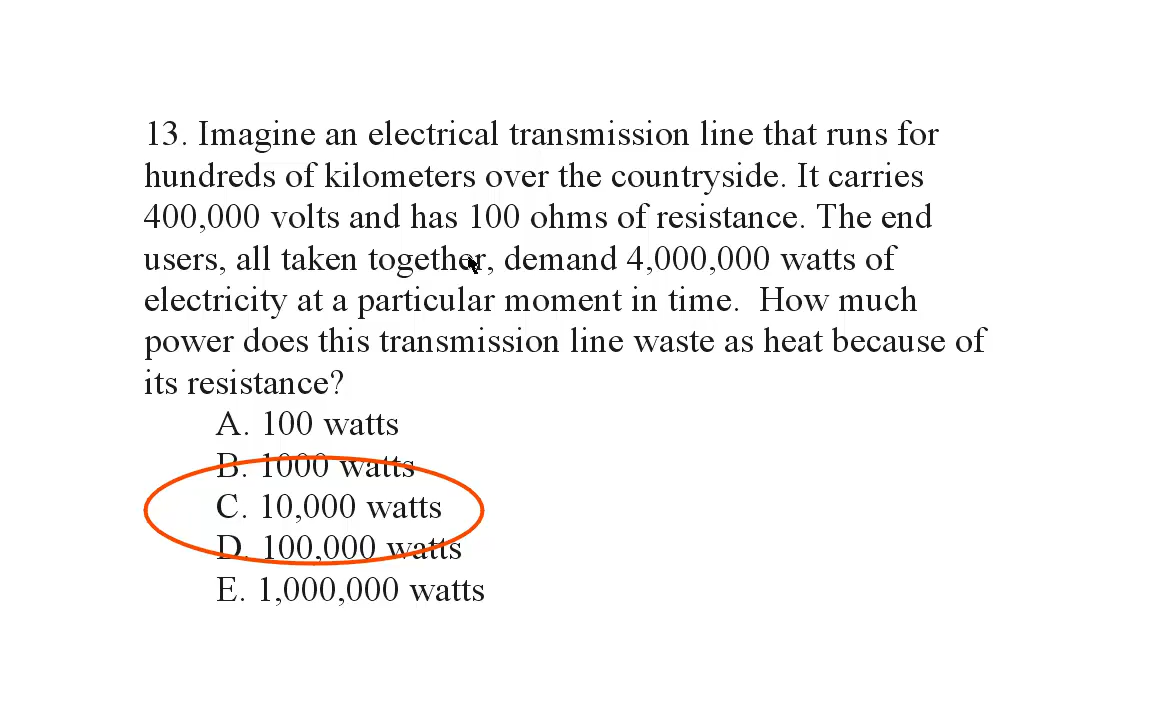 13. Imagine an electrical transmission line that runs for
hundreds of kilometers over the countryside. It carries
400,000 volts and has 100 ohms of resistance. The end
users, all taken together, demand 4,000,000 watts of
electricity at a particular moment in time.  How much
power does this transmission line waste as heat because of
its resistance?
A. 100 watts
B. 1000 watts
C. 10,000 watts
D. 100,000 watts
E. 1,000,000 watts